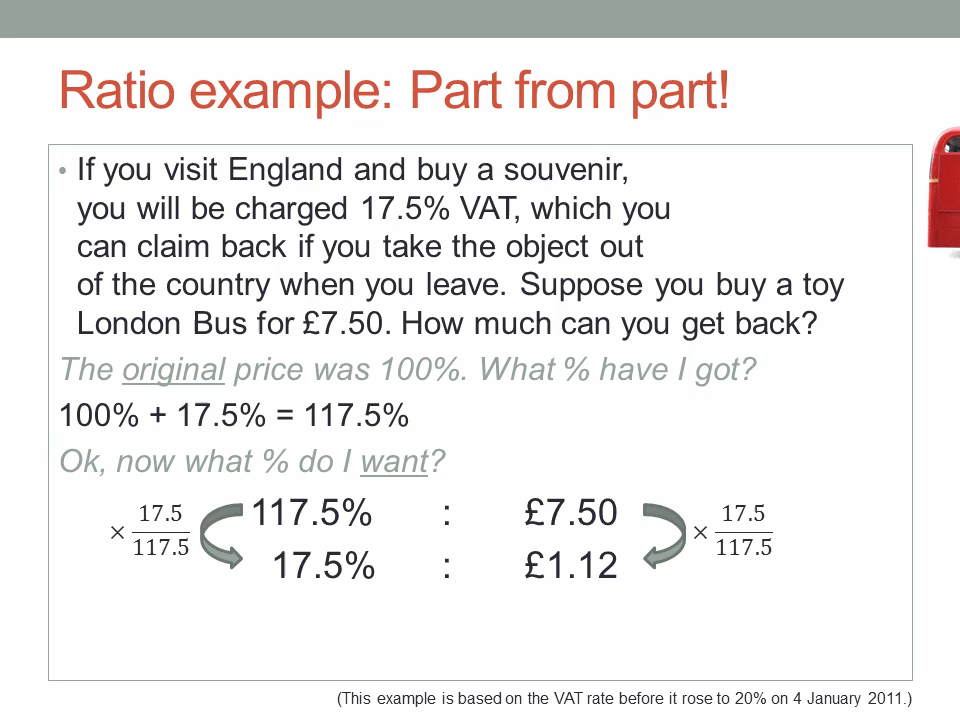 Ratio example: Part from part!
• If you visit England and buy a souvenir,
you will be charged 17.5% VAT, which you
can claim back if you take the object out
of the country when you leave. Suppose you buy a toy
London Bus for £7.50. How much can you get back?
The original price was 100%. What % have I got?
100% + 17.5% = 117.5%
Ok, now what % do I want?
× 17.5/117.5 117.5% : £7.50 × 17.5/117.5
17.5% : £1.12
(This example is based on the VAT rate before it rose to 20% on 4 January 2011.)